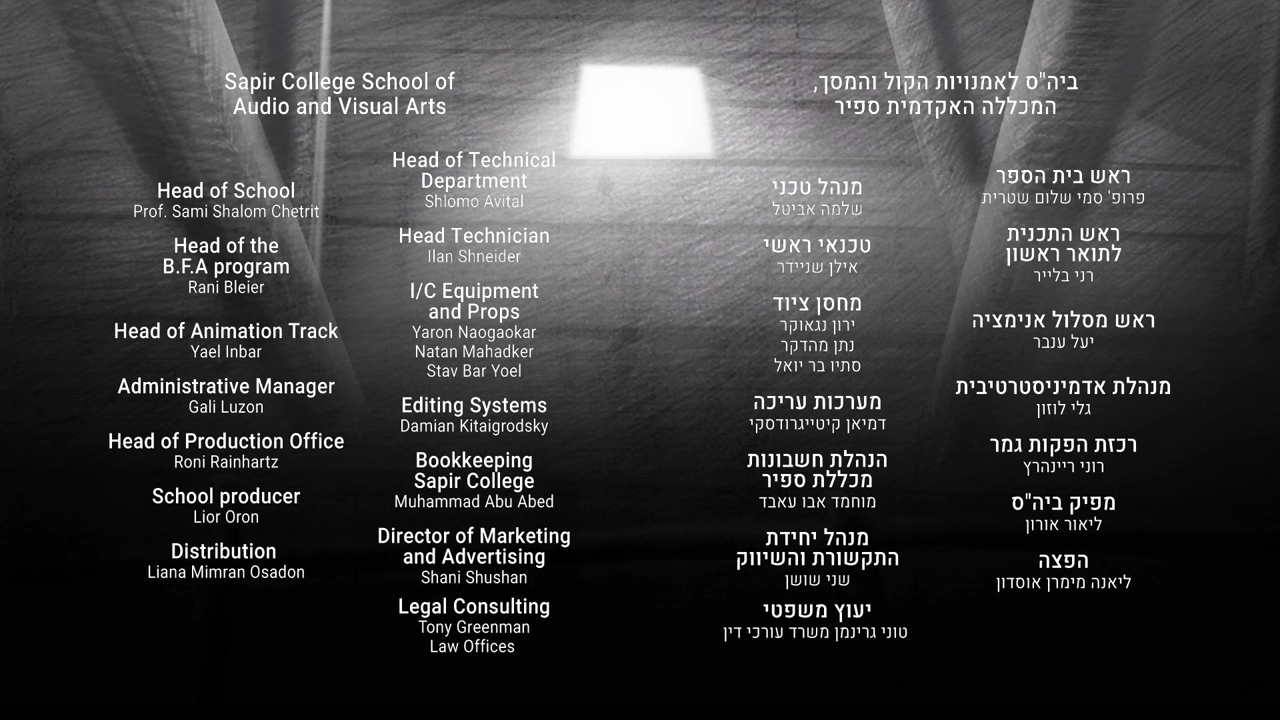 Sapir College School of
Audio and Visual Arts
Head of School
Prof. Sami Shalom Chetrit
Head of the
B.F.A program
Rani Bleier
Head of Animation Track
Yael Inbar
Administrative Manager
Gali Luzon
Head of Production Office
Roni Rainhartz
School producer
Lior Oron
Distribution
Liana Mimran Osadon
Head of Technical
Department
Shlomo Avital
Head Technician
Ilan Shneider
I/C Equipment
and Props
Yaron Naogaokar
Natan Mahadker
Stav Bar Yoel
Editing Systems
Damian Kitaigrodsky
Bookkeeping
Sapir College
Muhammad Abu Abed
Director of Marketing
and Advertising
Shani Shushan
Legal Consulting
Tony Greenman
Law Offices
ביה"ס לאמנויות הקול והמסך,
המכללה האקדמית ספיר
ראש בית הספר
פרופ' סמי שלום שטרית
ראש התכנית
לתואר ראשון
רני בלייר
ראש מסלול אנימציה
יעל ענבר
מנהלת אדמיניסטרטיבית
גלי לוזון
רכזת הפקות גמר
רוני ריינהרץ
מפיק ביה"ס
ליאור אורון
הפצה
ליאנה מימרן אוסדון
מנהל טכני
שלמה אביטל
טכנאי ראשי
אילן שניידר
מחסן ציוד
ירון נגאוקר
נתן מהדקר
סתיו בר יואל
מערכות עריכה
דמיאן קיטייגרודסקי
הנהלת חשבונות
מכללת ספיר
מוחמד אבו עאבד
מנהל יחידת
התקשורת והשיווק
שני שושן
יעוץ משפטי
טוני גרינמן משרד עורכי דין